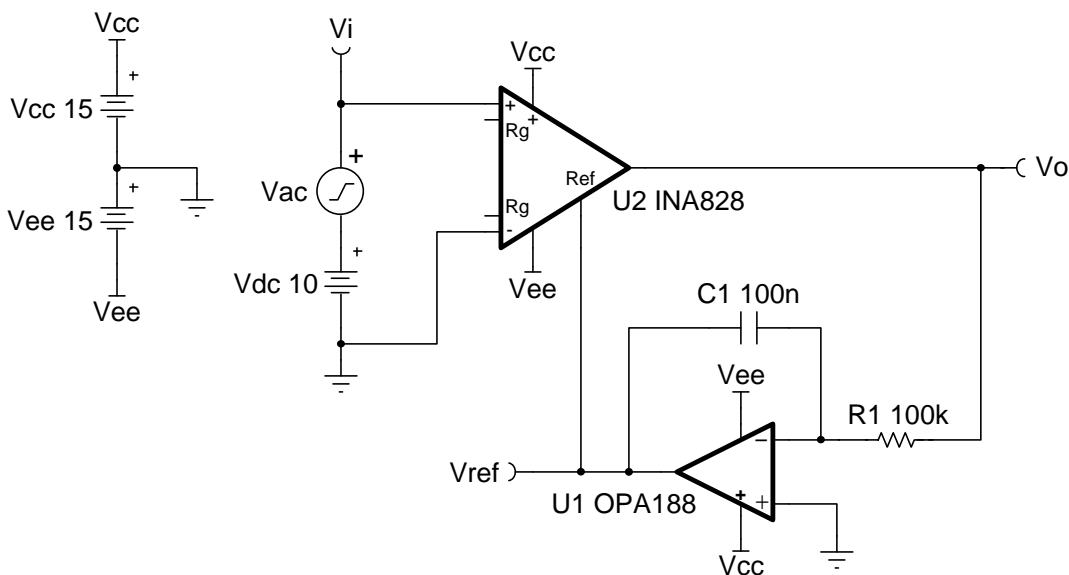 Vcc
+
Vcc 15
+
Vee 15
Vee
Vi
+
Vac
+
Vdc 10
Vcc
+
+
Rg
Ref
Rg
-
Vee
U2 INA828
Vo
C1 100n
Vee
R1 100k
−
+
+
Vref
U1 OPA188
Vcc